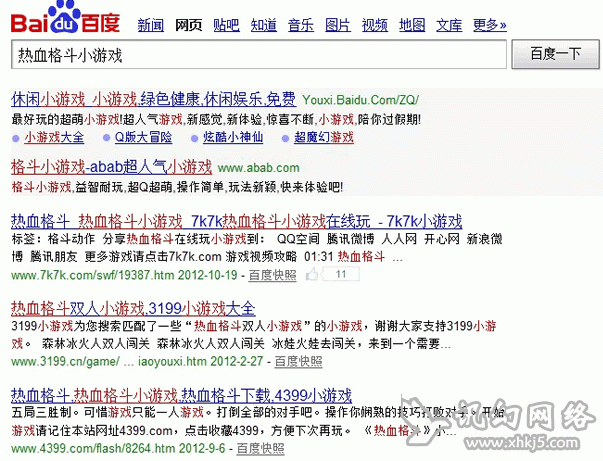 Bai du 百度 新闻 网页 贴吧 知道 音乐 图片 视频 地图 文库 更多»
热血格斗小游戏 百度一下
休闲小游戏 小游戏,绿色健康,休闲娱乐,免费 Youxi.Baidu.Com/ZQ/
最好玩的超萌小游戏!超人气游戏,新感觉,新体验,惊喜不断,小游戏,陪你过假期!
小游戏大全 Q版大冒险 炫酷小神仙 超魔幻游戏
格斗小游戏-abab超人气小游戏 www.abab.com
格斗小游戏,益智耐玩,超Q超萌,操作简单,玩法新颖,快来体验吧!
热血格斗_热血格斗小游戏_7k7k热血格斗小游戏在线玩 - 7k7k小游戏
标签: 格斗动作 分享热血格斗在线玩小游戏到: QQ空间 腾讯微博 人人网 开心网 新浪微
博 腾讯朋友 更多游戏请点击7k7k.com 游戏视频攻略 01:31 热血格斗 ...
www.7k7k.com/swf/19387.htm 2012-10-19 - 百度快照 11
热血格斗双人小游戏,3199小游戏大全
3199小游戏为您搜索匹配了一些“热血格斗双人小游戏”的小游戏，谢谢大家支持3199小游
戏。 森林冰火人双人闯关 森林冰火人双人闯关 冰娃火娃去闯关，来到一个需要...
www.3199.cn/game/ ... iaoyouxi.htm 2012-2-27 - 百度快照
热血格斗,热血格斗小游戏,热血格斗下载,4399小游戏
五局三胜制。可惜游戏只能一人游戏。打倒全部的对手吧。操作你娴熟的技巧打败对手。开始
游戏请记住本站网址4399.com，点击收藏4399，方便下次再玩。 《热血格斗》小...
www.4399.com/flash/8264.htm 2012-9-6 - 百度快照
讯幻网络
www.xhkj5.com